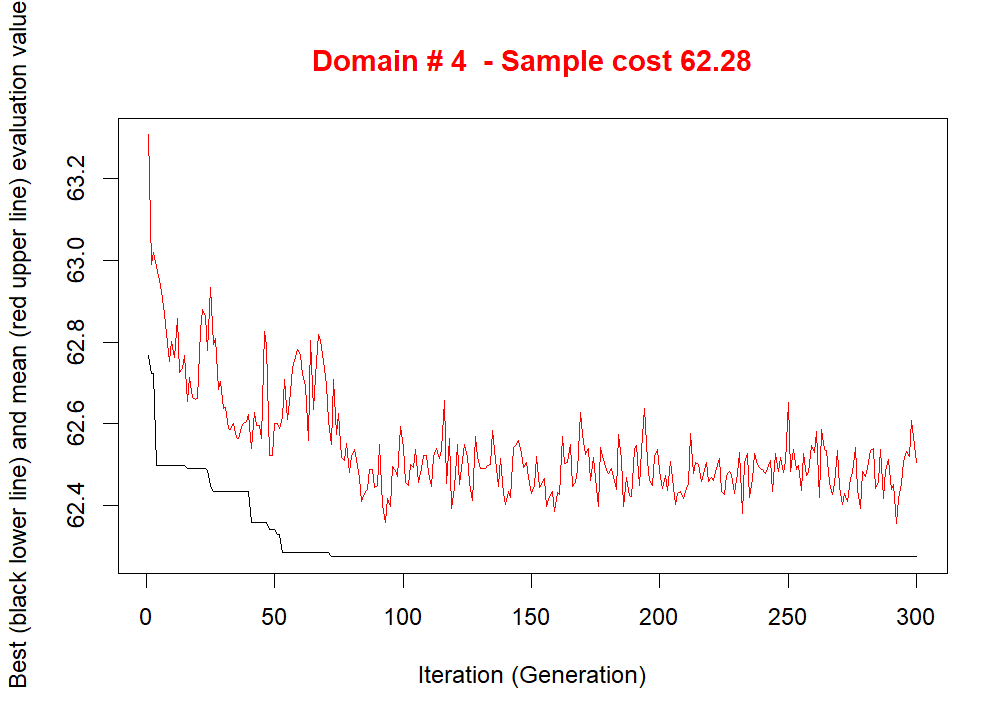 Domain # 4  - Sample cost 62.28
Best (black lower line) and mean (red upper line) evaluation value
63.2
63.0
62.8
62.6
62.4
0 50 100 150 200 250 300
Iteration (Generation)